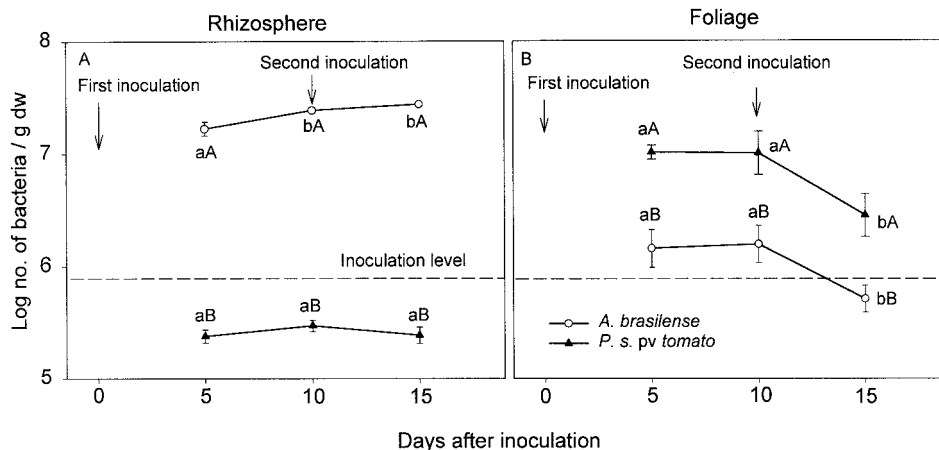 Rhizosphere
Foliage
Log no. of bacteria / g dw
8
7
6
5
A
First inoculation
Second inoculation
aA
bA
bA
Inoculation level
aB
aB
aB
0
5
10
15
B
First inoculation
Second inoculation
aA
aA
bA
aB
aB
bB
A. brasilense
P. s. pv tomato
0
5
10
15
Days after inoculation